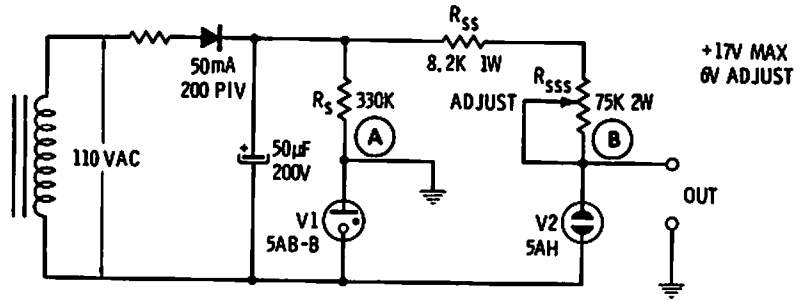 110 VAC
50mA
200 PIV
+
50µF
200V
RS
330K
A
V1
5AB-B
RSS
8.2K 1W
RSSS
ADJUST
75K 2W
B
V2
5AH
OUT
+17V MAX
6V ADJUST